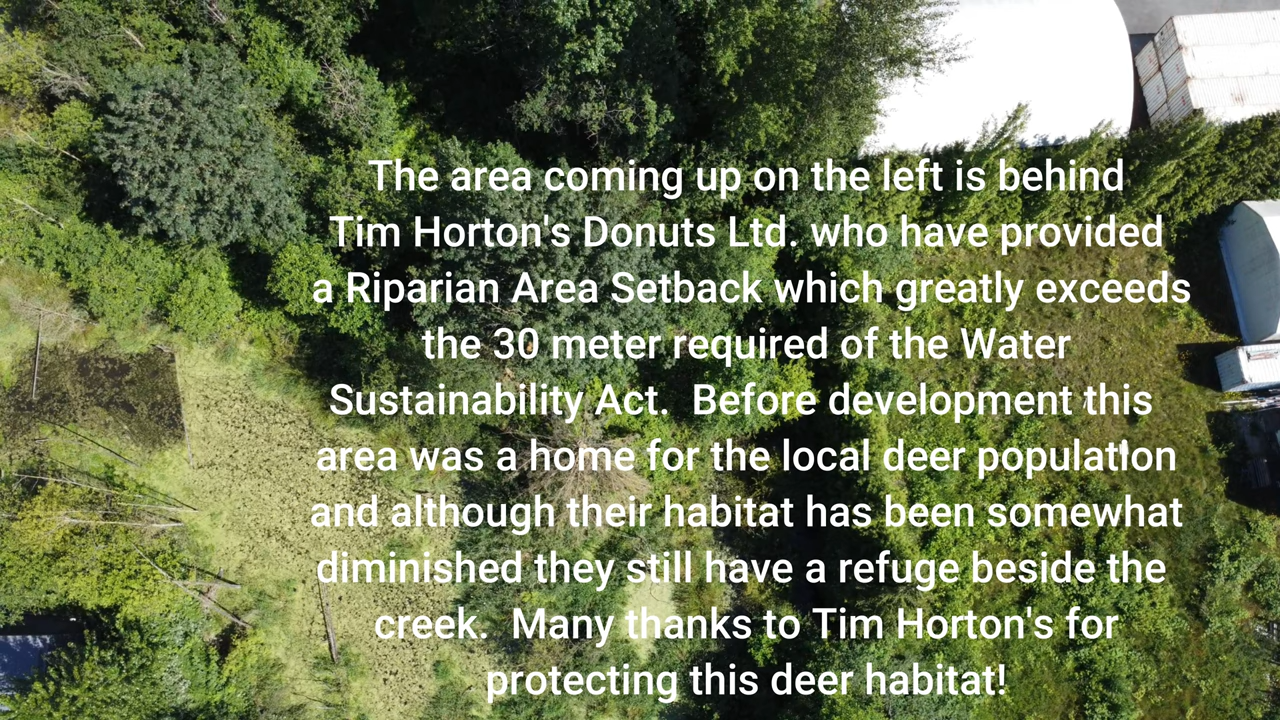 The area coming up on the left is behind
Tim Horton's Donuts Ltd. who have provided
a Riparian Area Setback which greatly exceeds
the 30 meter required of the Water
Sustainability Act.  Before development this
area was a home for the local deer population
and although their habitat has been somewhat
diminished they still have a refuge beside the
creek.  Many thanks to Tim Horton's for
protecting this deer habitat!